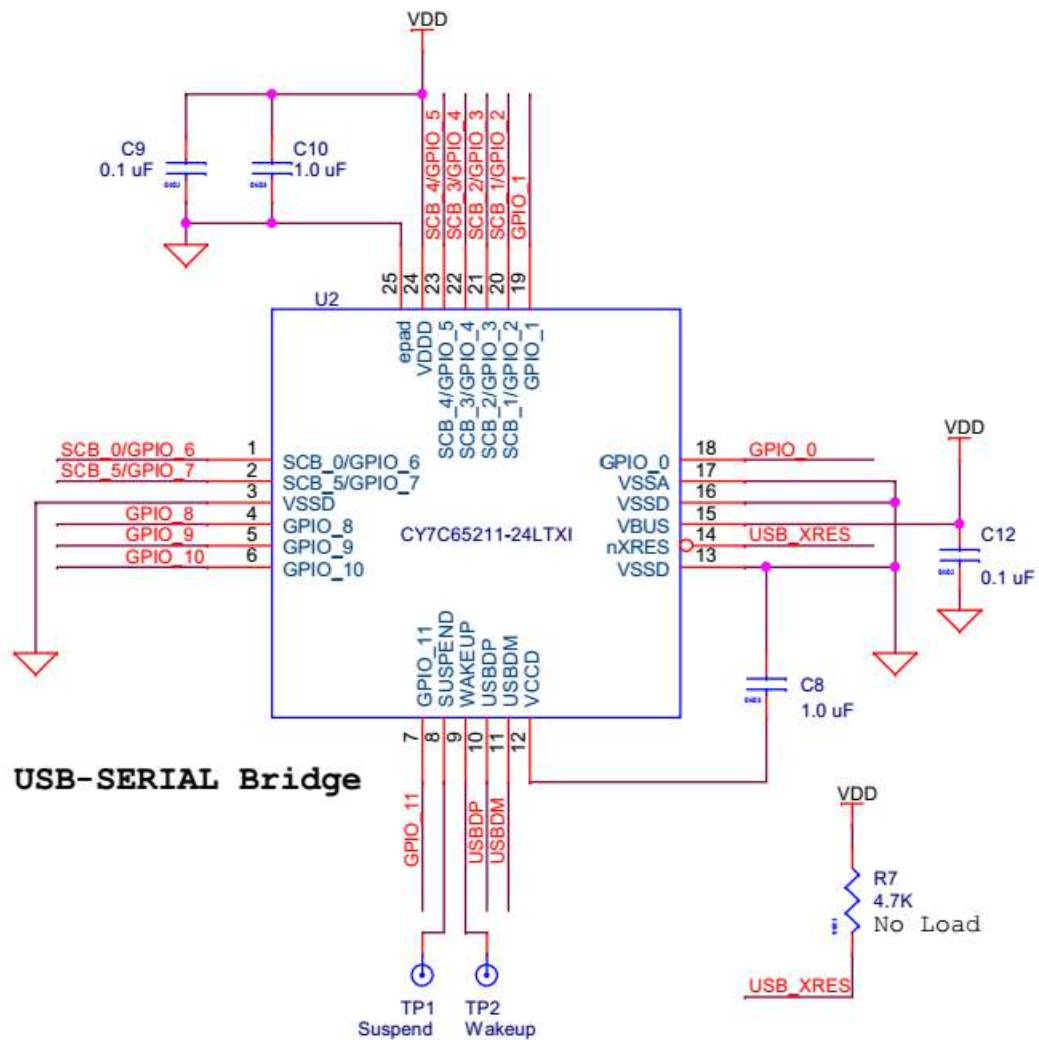 VDD
C9
0.1 uF
C10
1.0 uF
SCB_4/GPIO_5
SCB_3/GPIO_4
SCB_2/GPIO_3
SCB_1/GPIO_2
GPIO_1
25
24
23
22
21
20
19
U2
epad
VDDD
SCB_4/GPIO_5
SCB_3/GPIO_4
SCB_2/GPIO_3
SCB_1/GPIO_2
GPIO_1
SCB_0/GPIO_6
1
SCB_0/GPIO_6
SCB_5/GPIO_7
2
SCB_5/GPIO_7
3
VSSD
GPIO_8
4
GPIO_8
GPIO_9
5
GPIO_9
GPIO_10
6
GPIO_10
CY7C65211-24LTXI
GPIO_0
18
GPIO_0
VSSA
17
VSSD
16
VBUS
15
nXRES
14
USB_XRES
VSSD
13
VDD
C12
0.1 uF
GPIO_11
SUSPEND
WAKEUP
USBDP
USBDM
VCCD
7
8
9
10
11
12
C8
1.0 uF
USB-SERIAL Bridge
GPIO_11
USBDP
USBDM
TP1
Suspend
TP2
Wakeup
VDD
R7
4.7K
No Load
USB_XRES